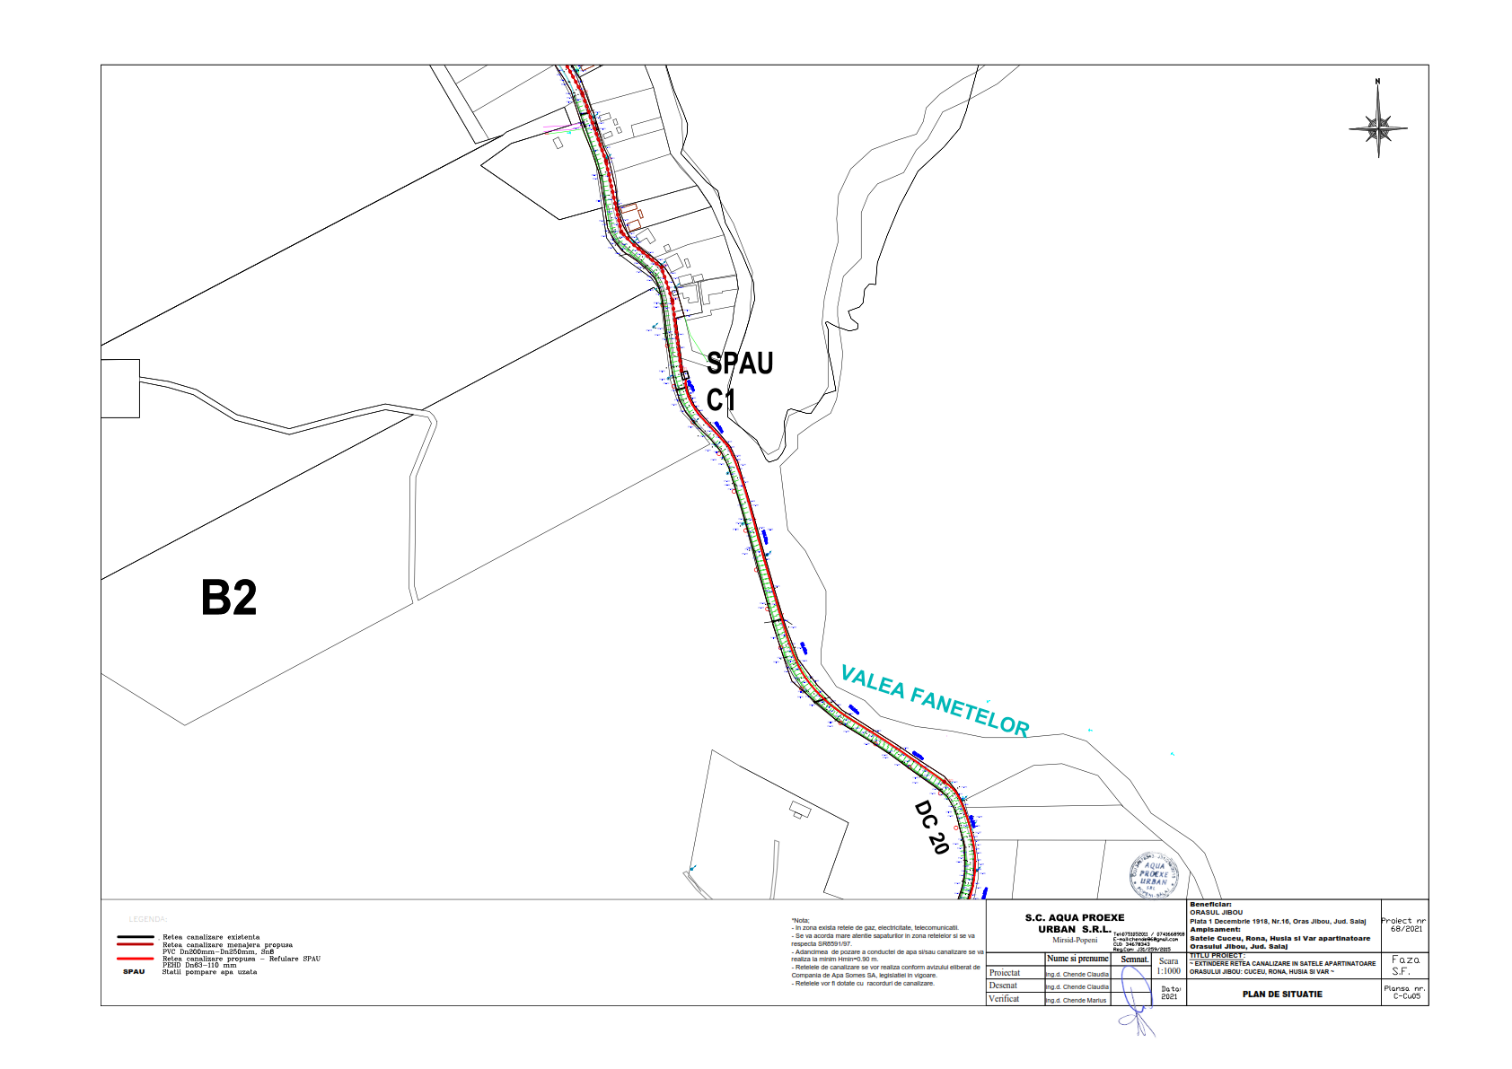 N
SPAU
C1
B2
VALEA FANETELOR
DC 20
LEGENDA:
Retea canalizare existenta
Retea canalizare menajera propusa
PVC Dn200mm-Dn250mm, Sn8
Retea canalizare propusa - Refulare SPAU
PEHD Dn63-110 mm
SPAU Statii pompare apa uzata
*Nota;
- In zona exista retele de gaz, electricitate, telecomunicatii.
- Se va acorda mare atentie sapaturilor in zona retelelor si se va
respecta SR8591/97.
- Adancimea de pozare a conductei de apa si/sau canalizare se va
realiza la minim Hmin=0.90 m.
- Retelele de canalizare se vor realiza conform avizului eliberat de
Compania de Apa Somes SA, legislatiei in vigoare.
- Retelele vor fi dotate cu racorduri de canalizare.
AQUA
PROEXE
URBAN
SRL
S.C. AQUA PROEXE
URBAN S.R.L.
Mirsid-Popeni
Nume si prenume Semnat.
Proiectat ing.d. Chende Claudia
Desenat ing.d. Chende Claudia
Verificat ing.d. Chende Marius
Scara
1:1000
Data:
2021
Beneficiar:
ORASUL JIBOU
Plata 1 Decembrie 1918, Nr.16, Oras Jibou, Jud. Salaj
Amplsament:
Satele Cuceu, Rona, Husia si Var apartinatoare
Orasului Jibou, Jud. Salaj
TITLU PROIECT:
~ EXTINDERE RETEA CANALIZARE IN SATELE APARTINATOARE
ORASULUI JIBOU: CUCEU, RONA, HUSIA SI VAR ~
PLAN DE SITUATIE
Proiect nr
68/2021
Faza
S.F.
Plansa nr.
C-Cu05